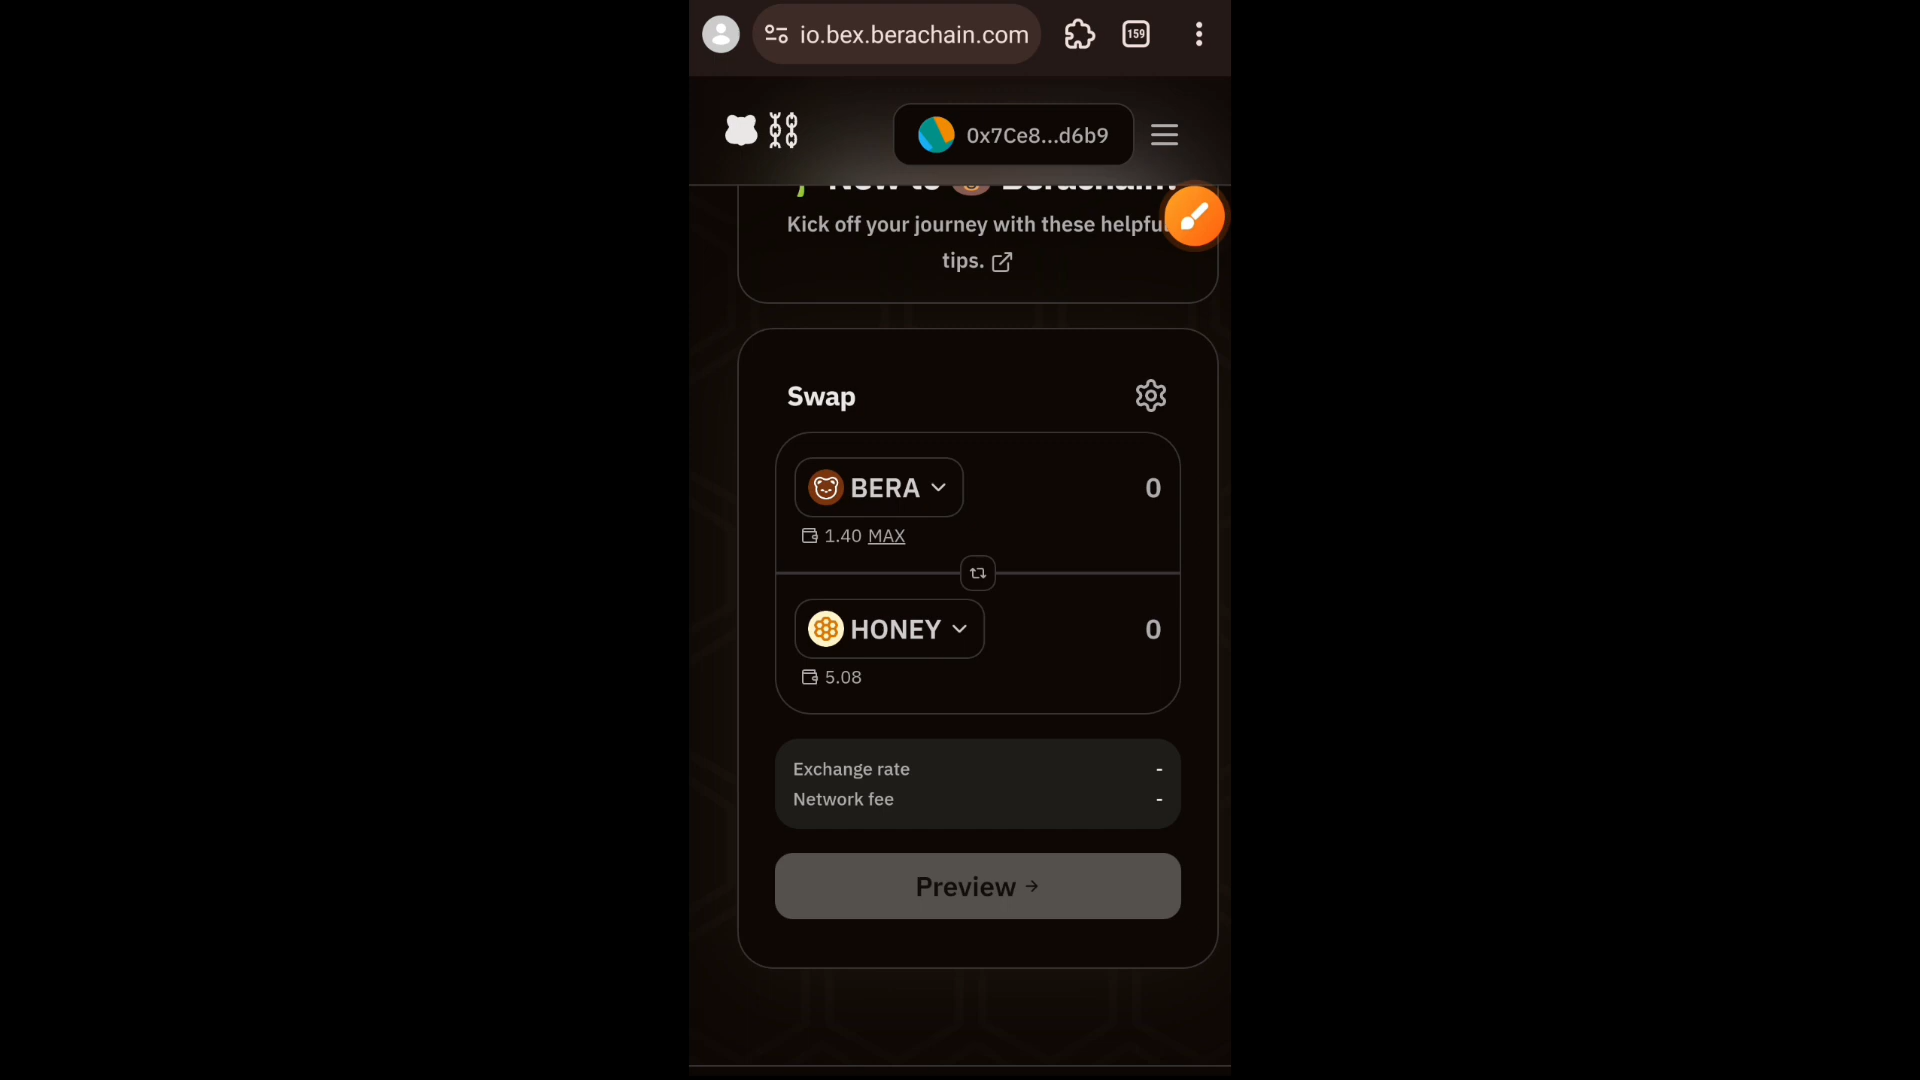 io.bex.berachain.com
159
0x7Ce8...d6b9
New to Berachain?
Kick off your journey with these helpful
tips.
Swap
BERA
0
1.40 MAX
HONEY
0
5.08
Exchange rate -
Network fee -
Preview →